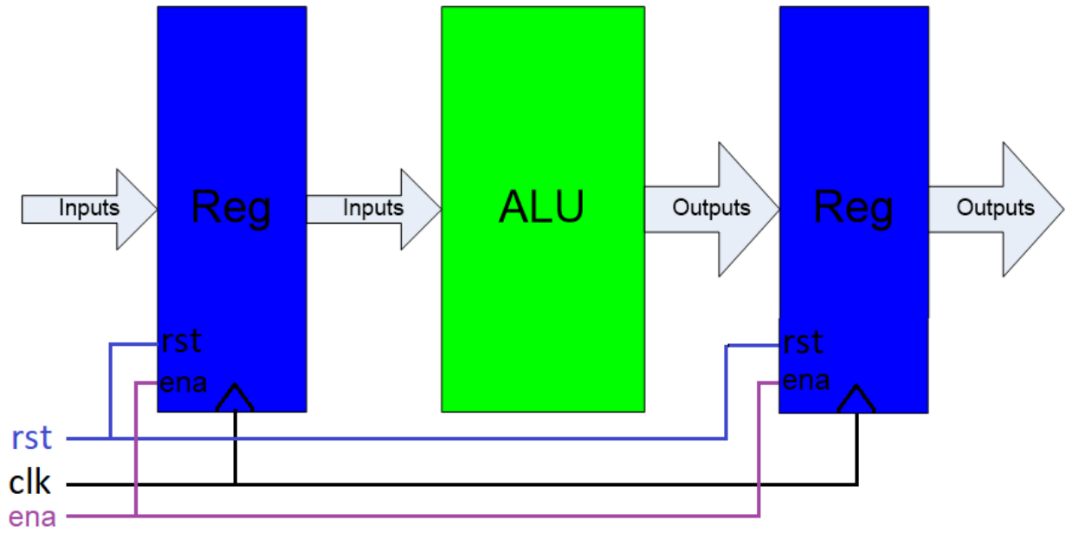 Inputs
Reg
Inputs
ALU
Outputs
Reg
Outputs
rst
ena
rst
ena
rst
clk
ena